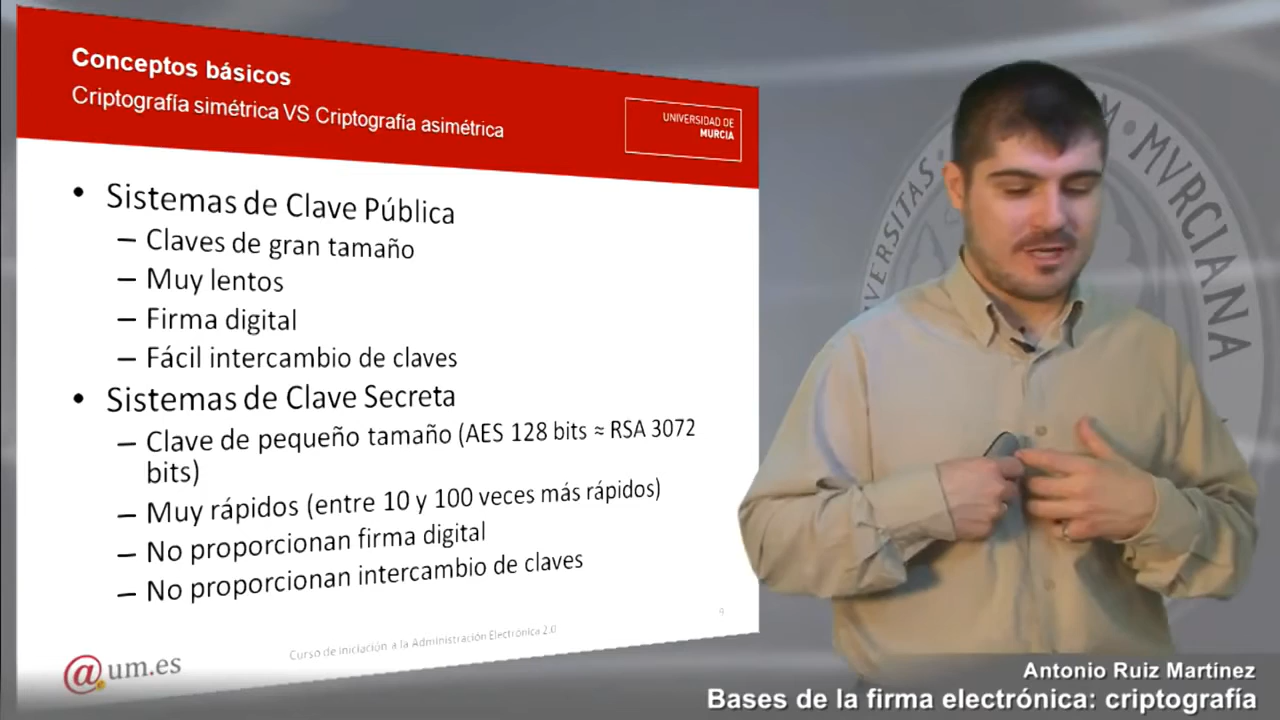 Conceptos básicos
Criptografía simétrica VS Criptografía asimétrica
UNIVERSIDAD DE
MURCIA
• Sistemas de Clave Pública
– Claves de gran tamaño
– Muy lentos
– Firma digital
– Fácil intercambio de claves
• Sistemas de Clave Secreta
– Clave de pequeño tamaño (AES 128 bits ≈ RSA 3072
bits)
– Muy rápidos (entre 10 y 100 veces más rápidos)
– No proporcionan firma digital
– No proporcionan intercambio de claves
9
Curso de iniciación a la Administración Electrónica 2.0
@um.es
MVRCIANA
Antonio Ruiz Martínez
Bases de la firma electrónica: criptografía